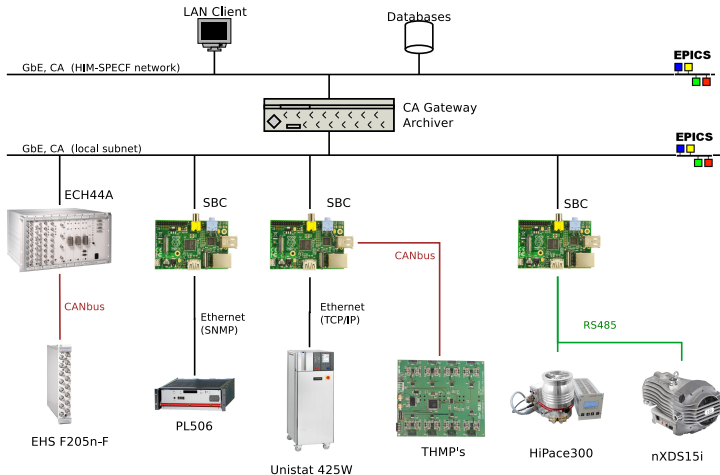 LAN Client
Databases
GbE, CA (HIM-SPECF network)
EPICS
CA Gateway
Archiver
GbE, CA (local subnet)
EPICS
ECH44A
SBC
SBC
SBC
CANbus
CANbus
Ethernet
(SNMP)
Ethernet
(TCP/IP)
RS485
EHS F205n-F
PL506
Unistat 425W
THMP's
HiPace300
nXDS15i